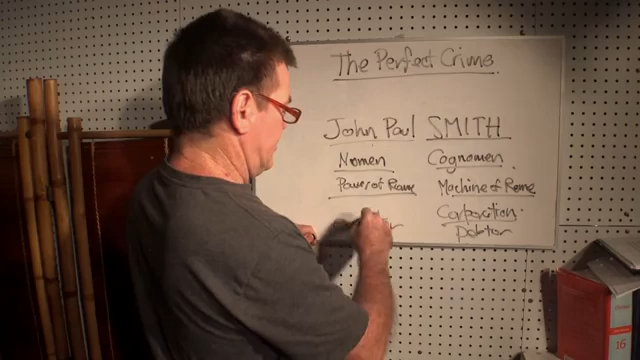 The Perfect Crime
John Paul SMITH
Nomen Cognomen
Power of Rome Machine of Rome
Corporation
Debtor
16